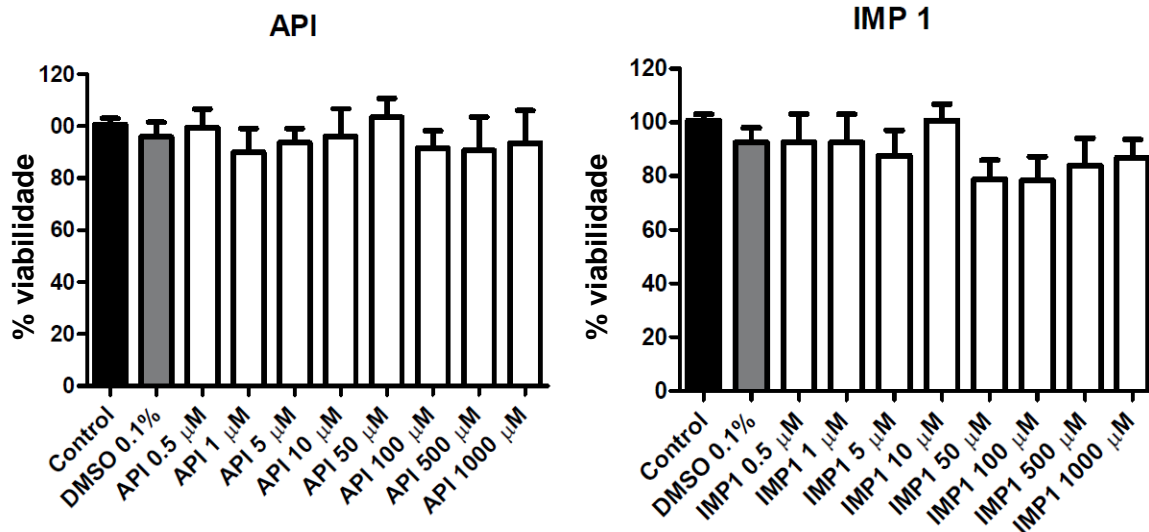 API
% viabilidade
120
00
80
60
40
20
0
Control
DMSO 0.1%
API 0.5 μM
API 1 μM
API 5 μM
API 10 μM
API 50 μM
API 100 μM
API 500 μM
API 1000 μM
IMP 1
% viabilidade
120
100
80
60
40
20
0
Control
DMSO 0.1%
IMP1 0.5 μM
IMP1 1 μM
IMP1 5 μM
IMP1 10 μM
IMP1 50 μM
IMP1 100 μM
IMP1 500 μM
IMP1 1000 μM